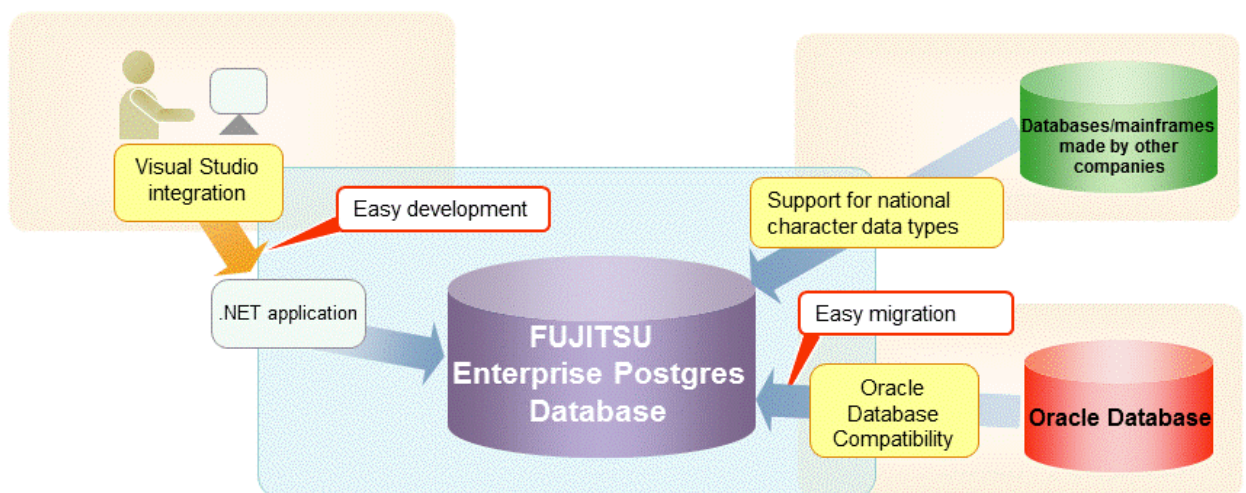 Visual Studio
integration
Easy development
.NET application
FUJITSU
Enterprise Postgres
Database
Databases/mainframes
made by other
companies
Support for national
character data types
Easy migration
Oracle
Database
Compatibility
Oracle Database